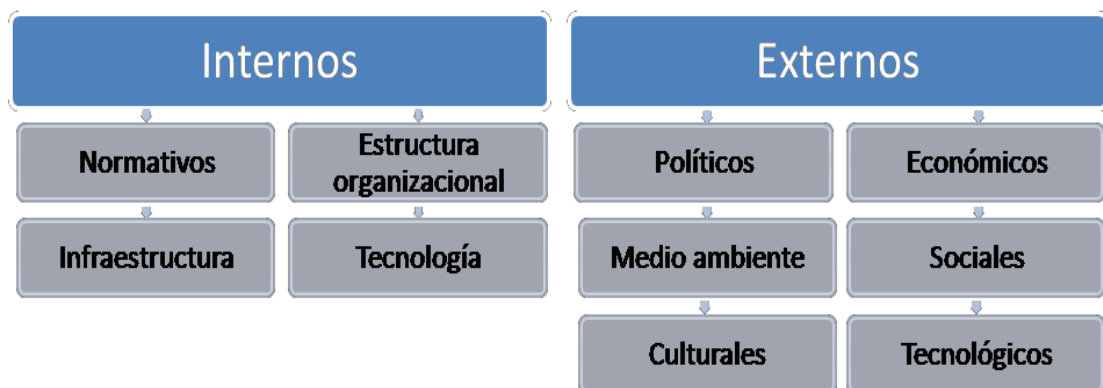 Internos
Normativos
Estructura
organizacional
Infraestructura
Tecnología
Externos
Políticos
Económicos
Medio ambiente
Sociales
Culturales
Tecnológicos